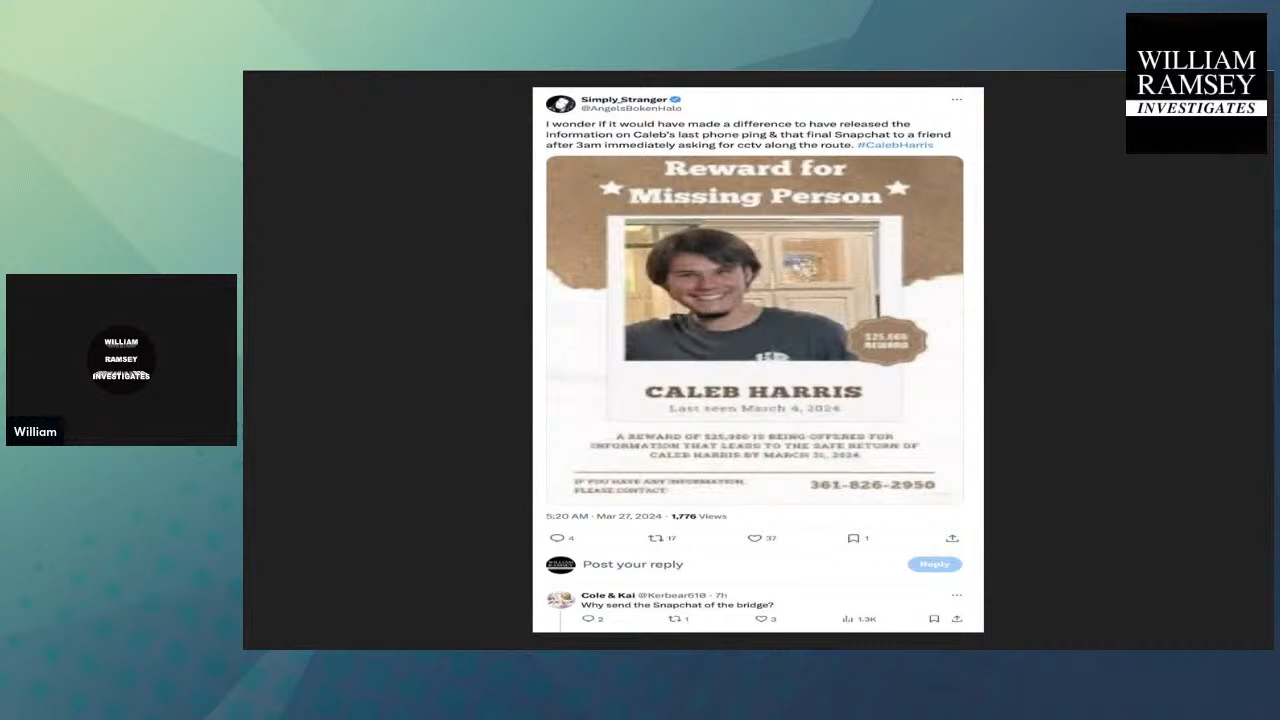 WILLIAM
RAMSEY
INVESTIGATES
Simply_Stranger
@AngelsBokenHalo
I wonder if it would have made a difference to have released the
information on Caleb's last phone ping & that final Snapchat to a friend
after 3am immediately asking for cctv along the route. #CalebHarris
Reward for
Missing Person
$25,000
REWARD
CALEB HARRIS
Last seen March 4, 2024
A REWARD OF $25,000 IS BEING OFFERED FOR
INFORMATION THAT LEADS TO THE SAFE RETURN OF
CALEB HARRIS BY MARCH 31, 2024
IF YOU HAVE ANY INFORMATION,
PLEASE CONTACT
361-826-2950
5:20 AM · Mar 27, 2024 · 1,776 Views
4 17 37 1
Post your reply
Reply
Cole & Kai @Kerbear610 · 7h
Why send the Snapchat of the bridge?
2 1 3 1.3K
WILLIAM
RAMSEY
INVESTIGATES
William